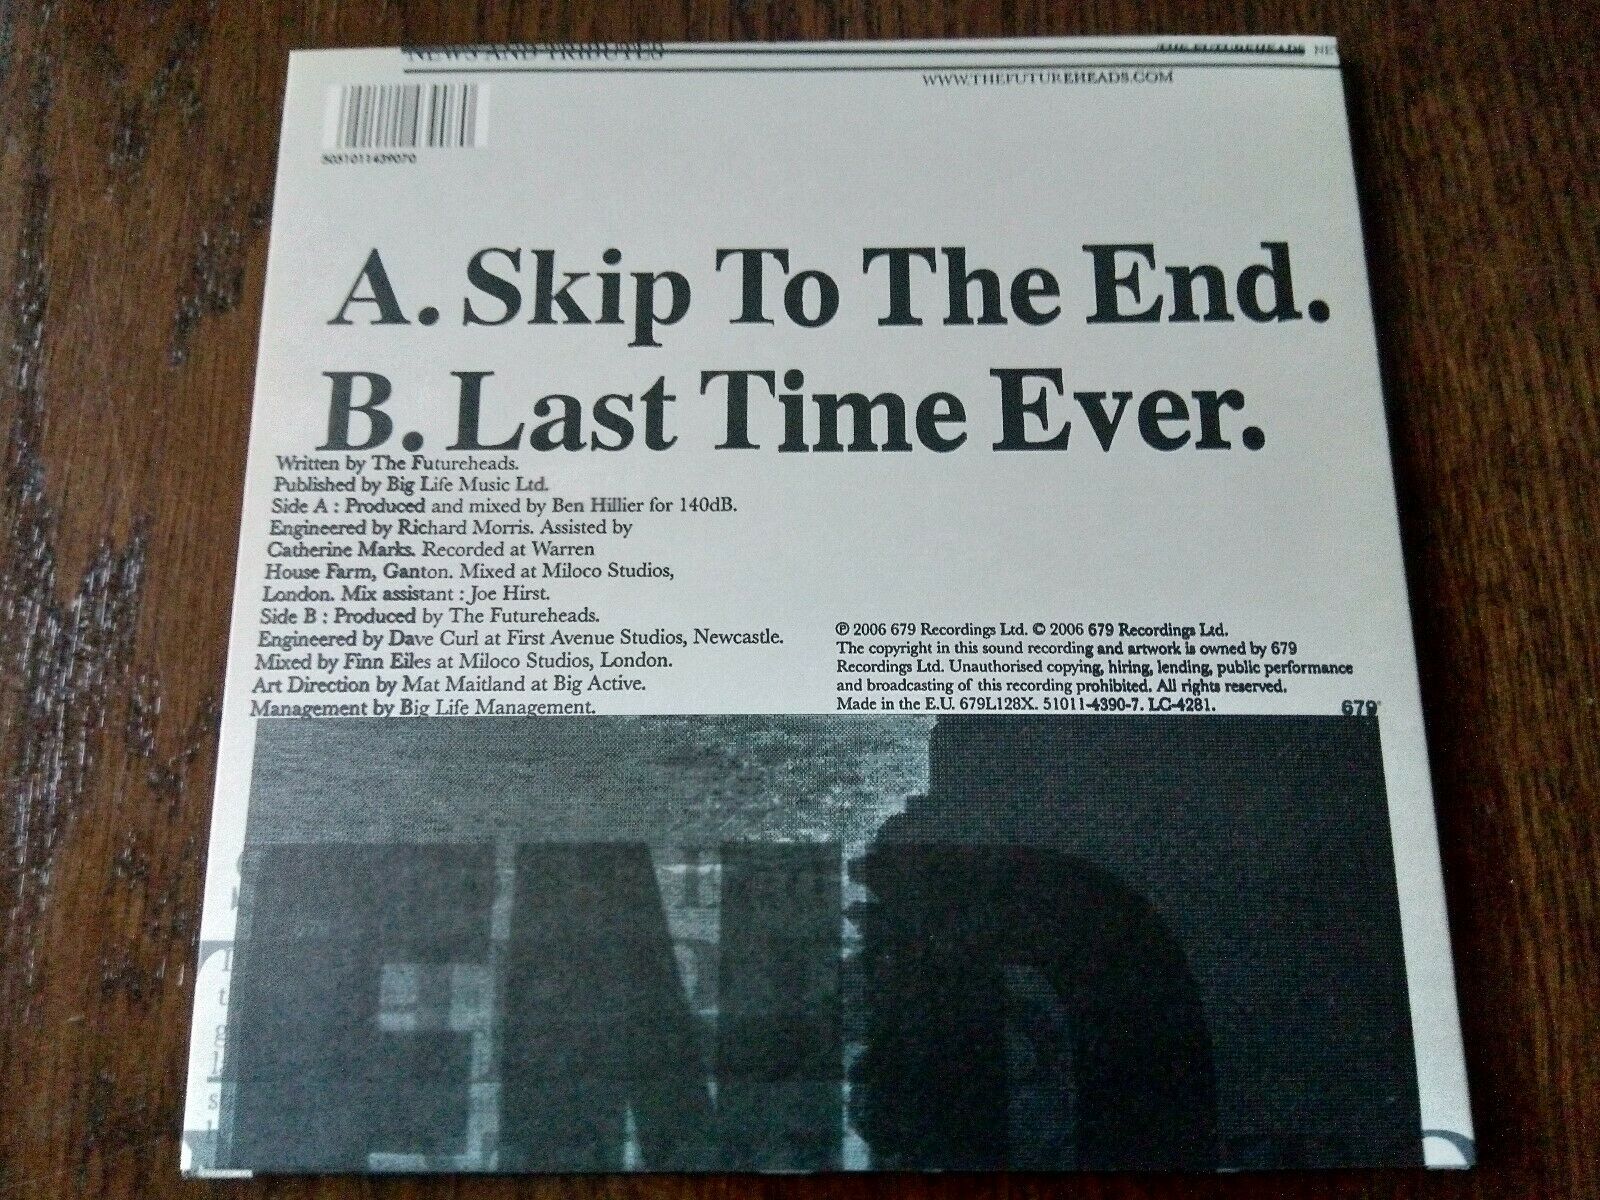 NEWS AND TRIBUTES
THE FUTUREHEADS NE
WWW.THEFUTUREHEADS.COM
5051011439070
A. Skip To The End.
B. Last Time Ever.
Written by The Futureheads.
Published by Big Life Music Ltd.
Side A : Produced and mixed by Ben Hillier for 140dB.
Engineered by Richard Morris. Assisted by
Catherine Marks. Recorded at Warren
House Farm, Ganton. Mixed at Miloco Studios,
London. Mix assistant : Joe Hirst.
Side B : Produced by The Futureheads.
Engineered by Dave Curl at First Avenue Studios, Newcastle.
Mixed by Finn Eiles at Miloco Studios, London.
Art Direction by Mat Maitland at Big Active.
Management by Big Life Management.
℗ 2006 679 Recordings Ltd. © 2006 679 Recordings Ltd.
The copyright in this sound recording and artwork is owned by 679
Recordings Ltd. Unauthorised copying, hiring, lending, public performance
and broadcasting of this recording prohibited. All rights reserved.
Made in the E.U. 679L128X. 51011-4390-7. LC-4281.
679
END